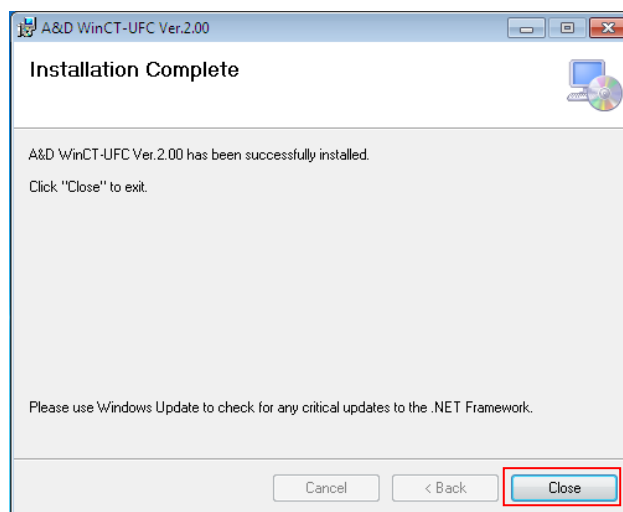 A&D WinCT-UFC Ver.2.00
Installation Complete
A&D WinCT-UFC Ver.2.00 has been successfully installed.
Click "Close" to exit.
Please use Windows Update to check for any critical updates to the .NET Framework.
Cancel
< Back
Close